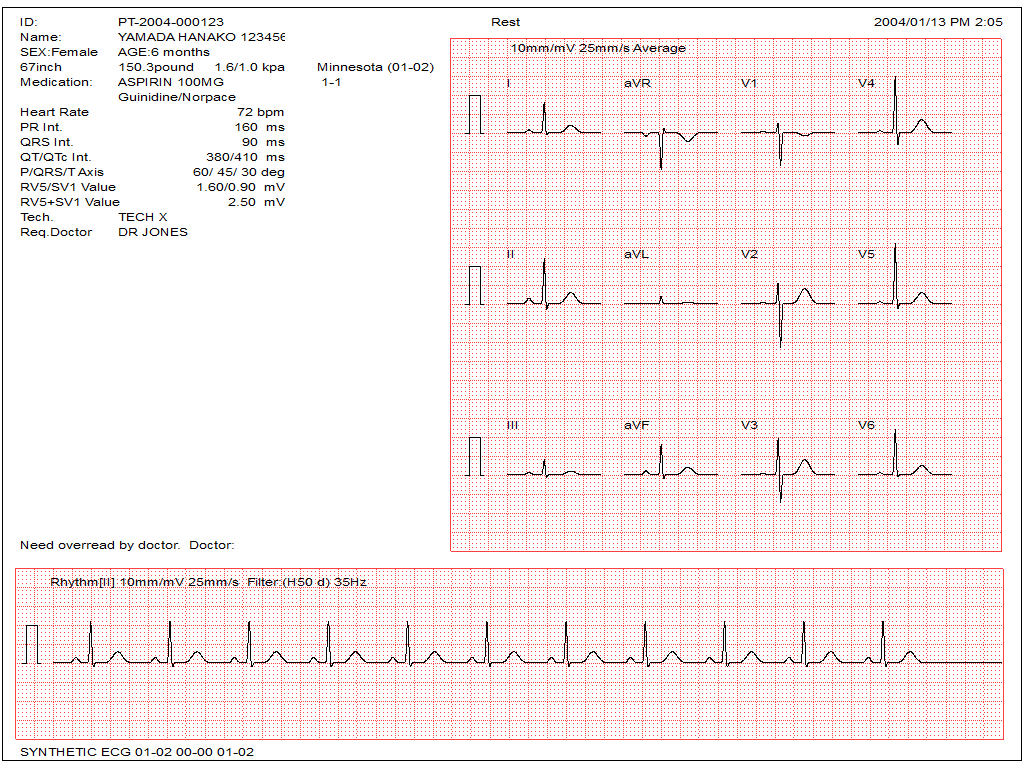 ID: PT-2004-000123 Rest 2004/01/13 PM 2:05
Name: YAMADA HANAKO 123456
SEX:Female AGE:6 months
67inch 150.3pound 1.6/1.0 kpa Minnesota (01-02)
Medication: ASPIRIN 100MG 1-1
Guinidine/Norpace
Heart Rate 72 bpm
PR Int. 160 ms
QRS Int. 90 ms
QT/QTc Int. 380/410 ms
P/QRS/T Axis 60/ 45/ 30 deg
RV5/SV1 Value 1.60/0.90 mV
RV5+SV1 Value 2.50 mV
Tech. TECH X
Req.Doctor DR JONES
10mm/mV 25mm/s Average
I aVR V1 V4
II aVL V2 V5
III aVF V3 V6
Need overread by doctor. Doctor:
Rhythm[II] 10mm/mV 25mm/s Filter:(H50 d) 35Hz
SYNTHETIC ECG 01-02 00-00 01-02